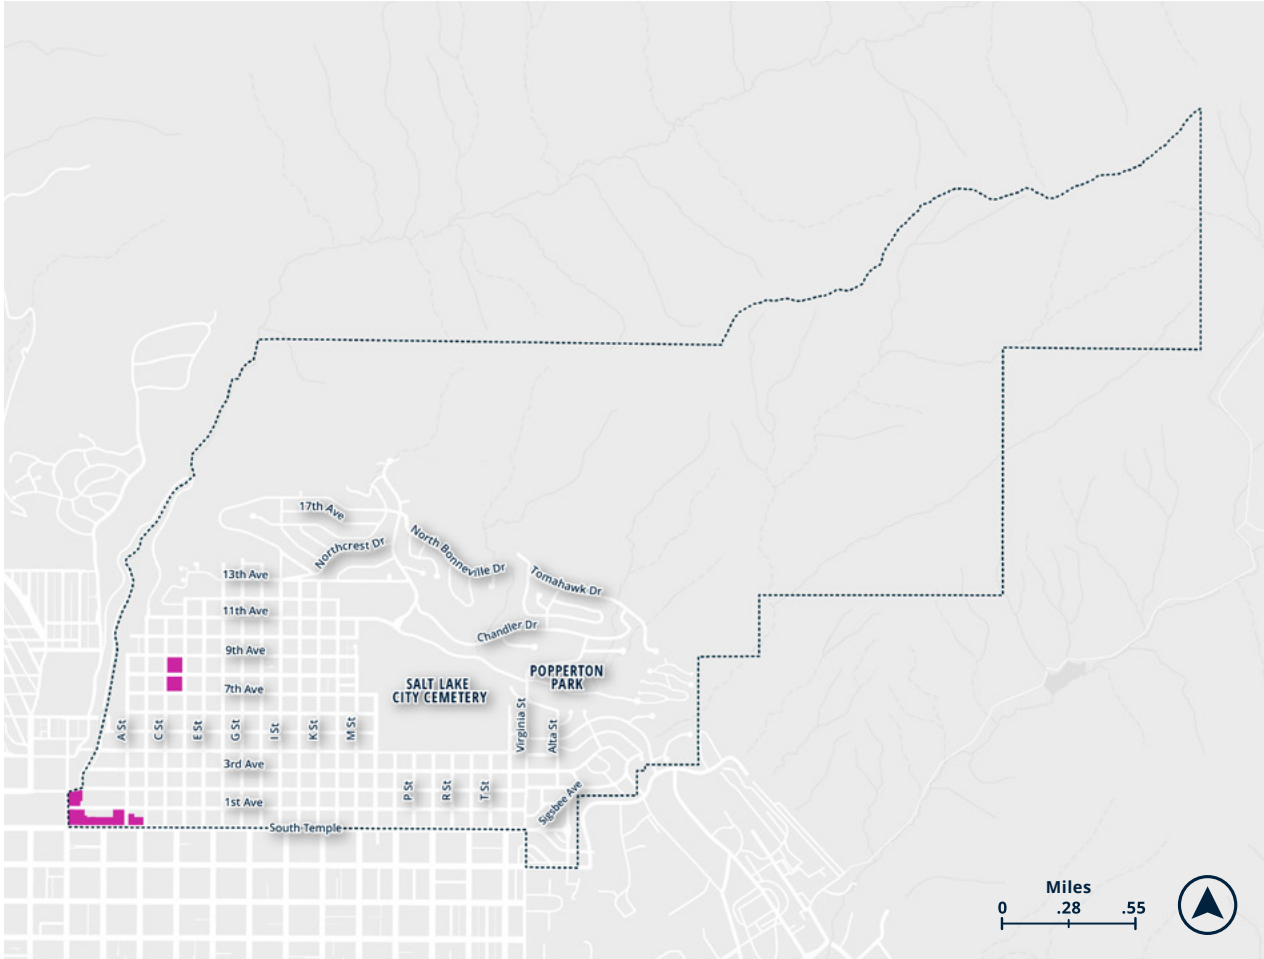 17th Ave
Northcrest Dr
North Bonneville Dr
13th Ave
Tomahawk Dr
11th Ave
Chandler Dr
9th Ave
POPPERTON
PARK
SALT LAKE
CITY CEMETERY
7th Ave
A St
C St
E St
G St
I St
K St
M St
Virginia St
Alta St
3rd Ave
P St
R St
T St
1st Ave
Sigsbee Ave
South Temple
Miles
0 .28 .55